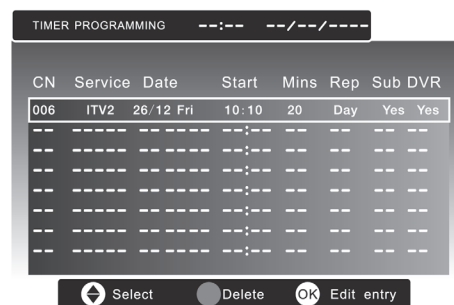 TIMER PROGRAMMING --:-- --/--/----
CN Service Date Start Mins Rep Sub DVR
006 ITV2 26/12 Fri 10:10 20 Day Yes Yes
-- ----- -- ----- --:-- -- -- -- --
-- ----- -- ----- --:-- -- -- -- --
-- ----- -- ----- --:-- -- -- -- --
-- ----- -- ----- --:-- -- -- -- --
-- ----- -- ----- --:-- -- -- -- --
-- ----- -- ----- --:-- -- -- -- --
-- ----- -- ----- --:-- -- -- -- --
Select Delete OK Edit entry